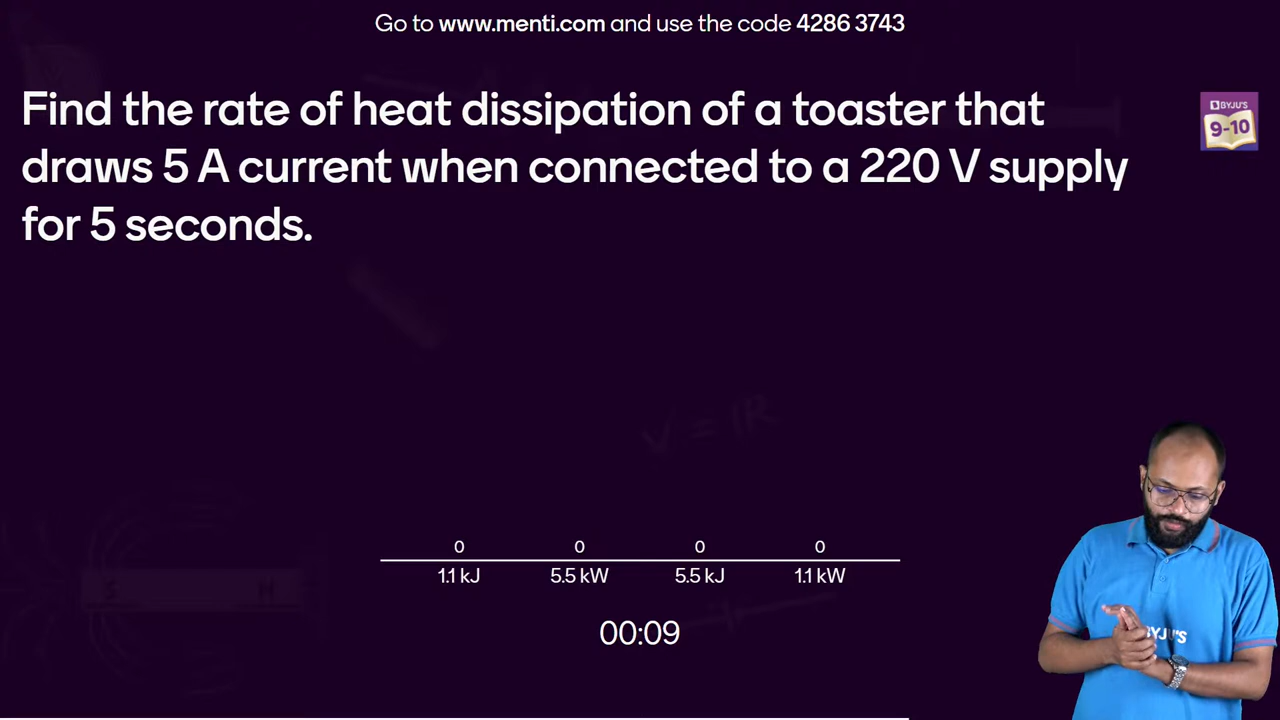 Go to www.menti.com and use the code 4286 3743
Find the rate of heat dissipation of a toaster that
draws 5 A current when connected to a 220 V supply
for 5 seconds.
BYJU'S
9-10
V = IR
S N
0 0 0 0
1.1 kJ 5.5 kW 5.5 kJ 1.1 kW
00:09
BYJU'S